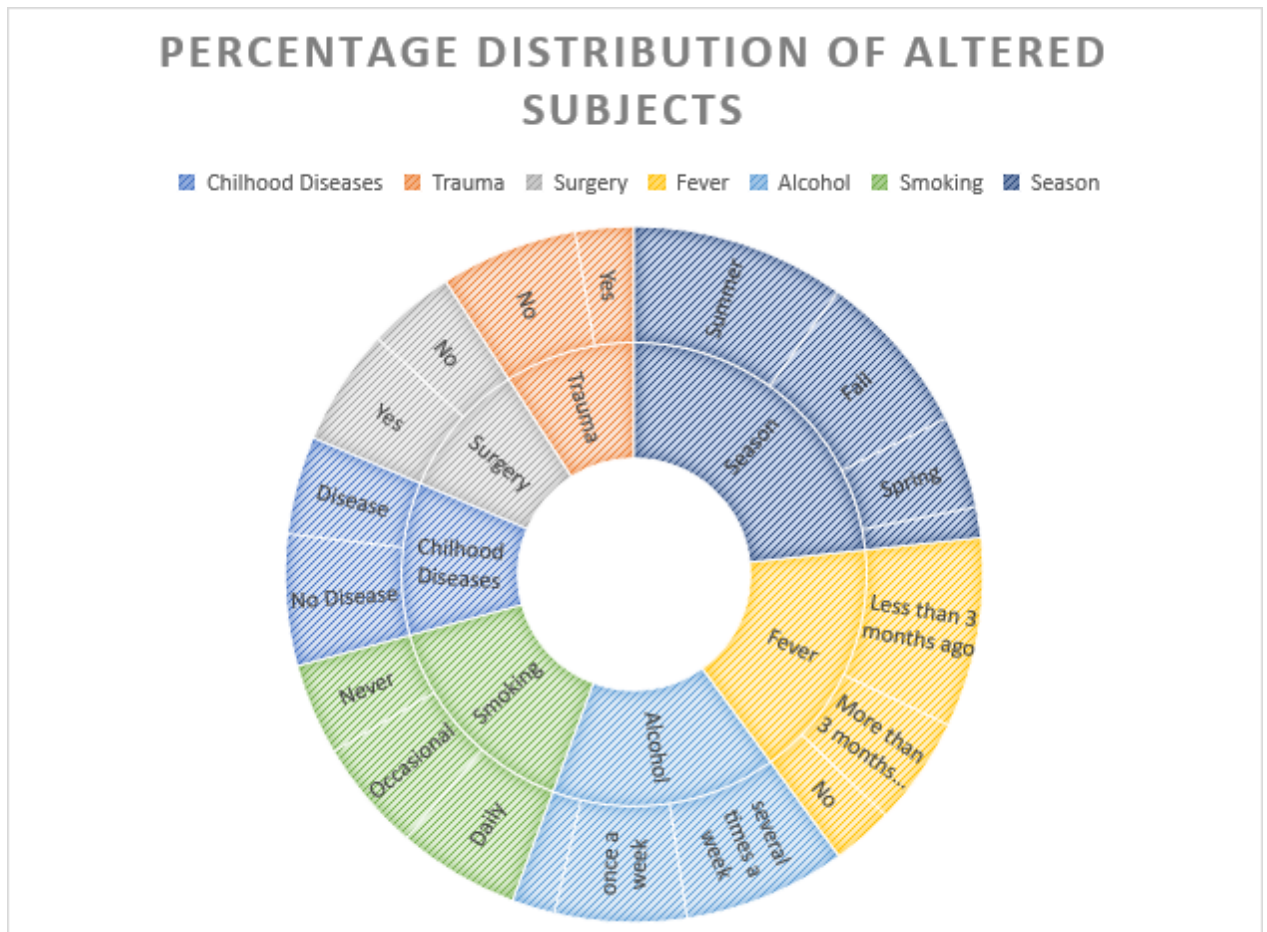 PERCENTAGE DISTRIBUTION OF ALTERED
SUBJECTS
Chilhood Diseases Trauma Surgery Fever Alcohol Smoking Season
Summer
Fall
Spring
Season
Less than 3
months ago
More than
3 months...
No
Fever
several
times a
week
once a
week
Alcohol
Daily
Occasional
Never
Smoking
No Disease
Disease
Chilhood
Diseases
Yes
No
Surgery
No
Yes
Trauma